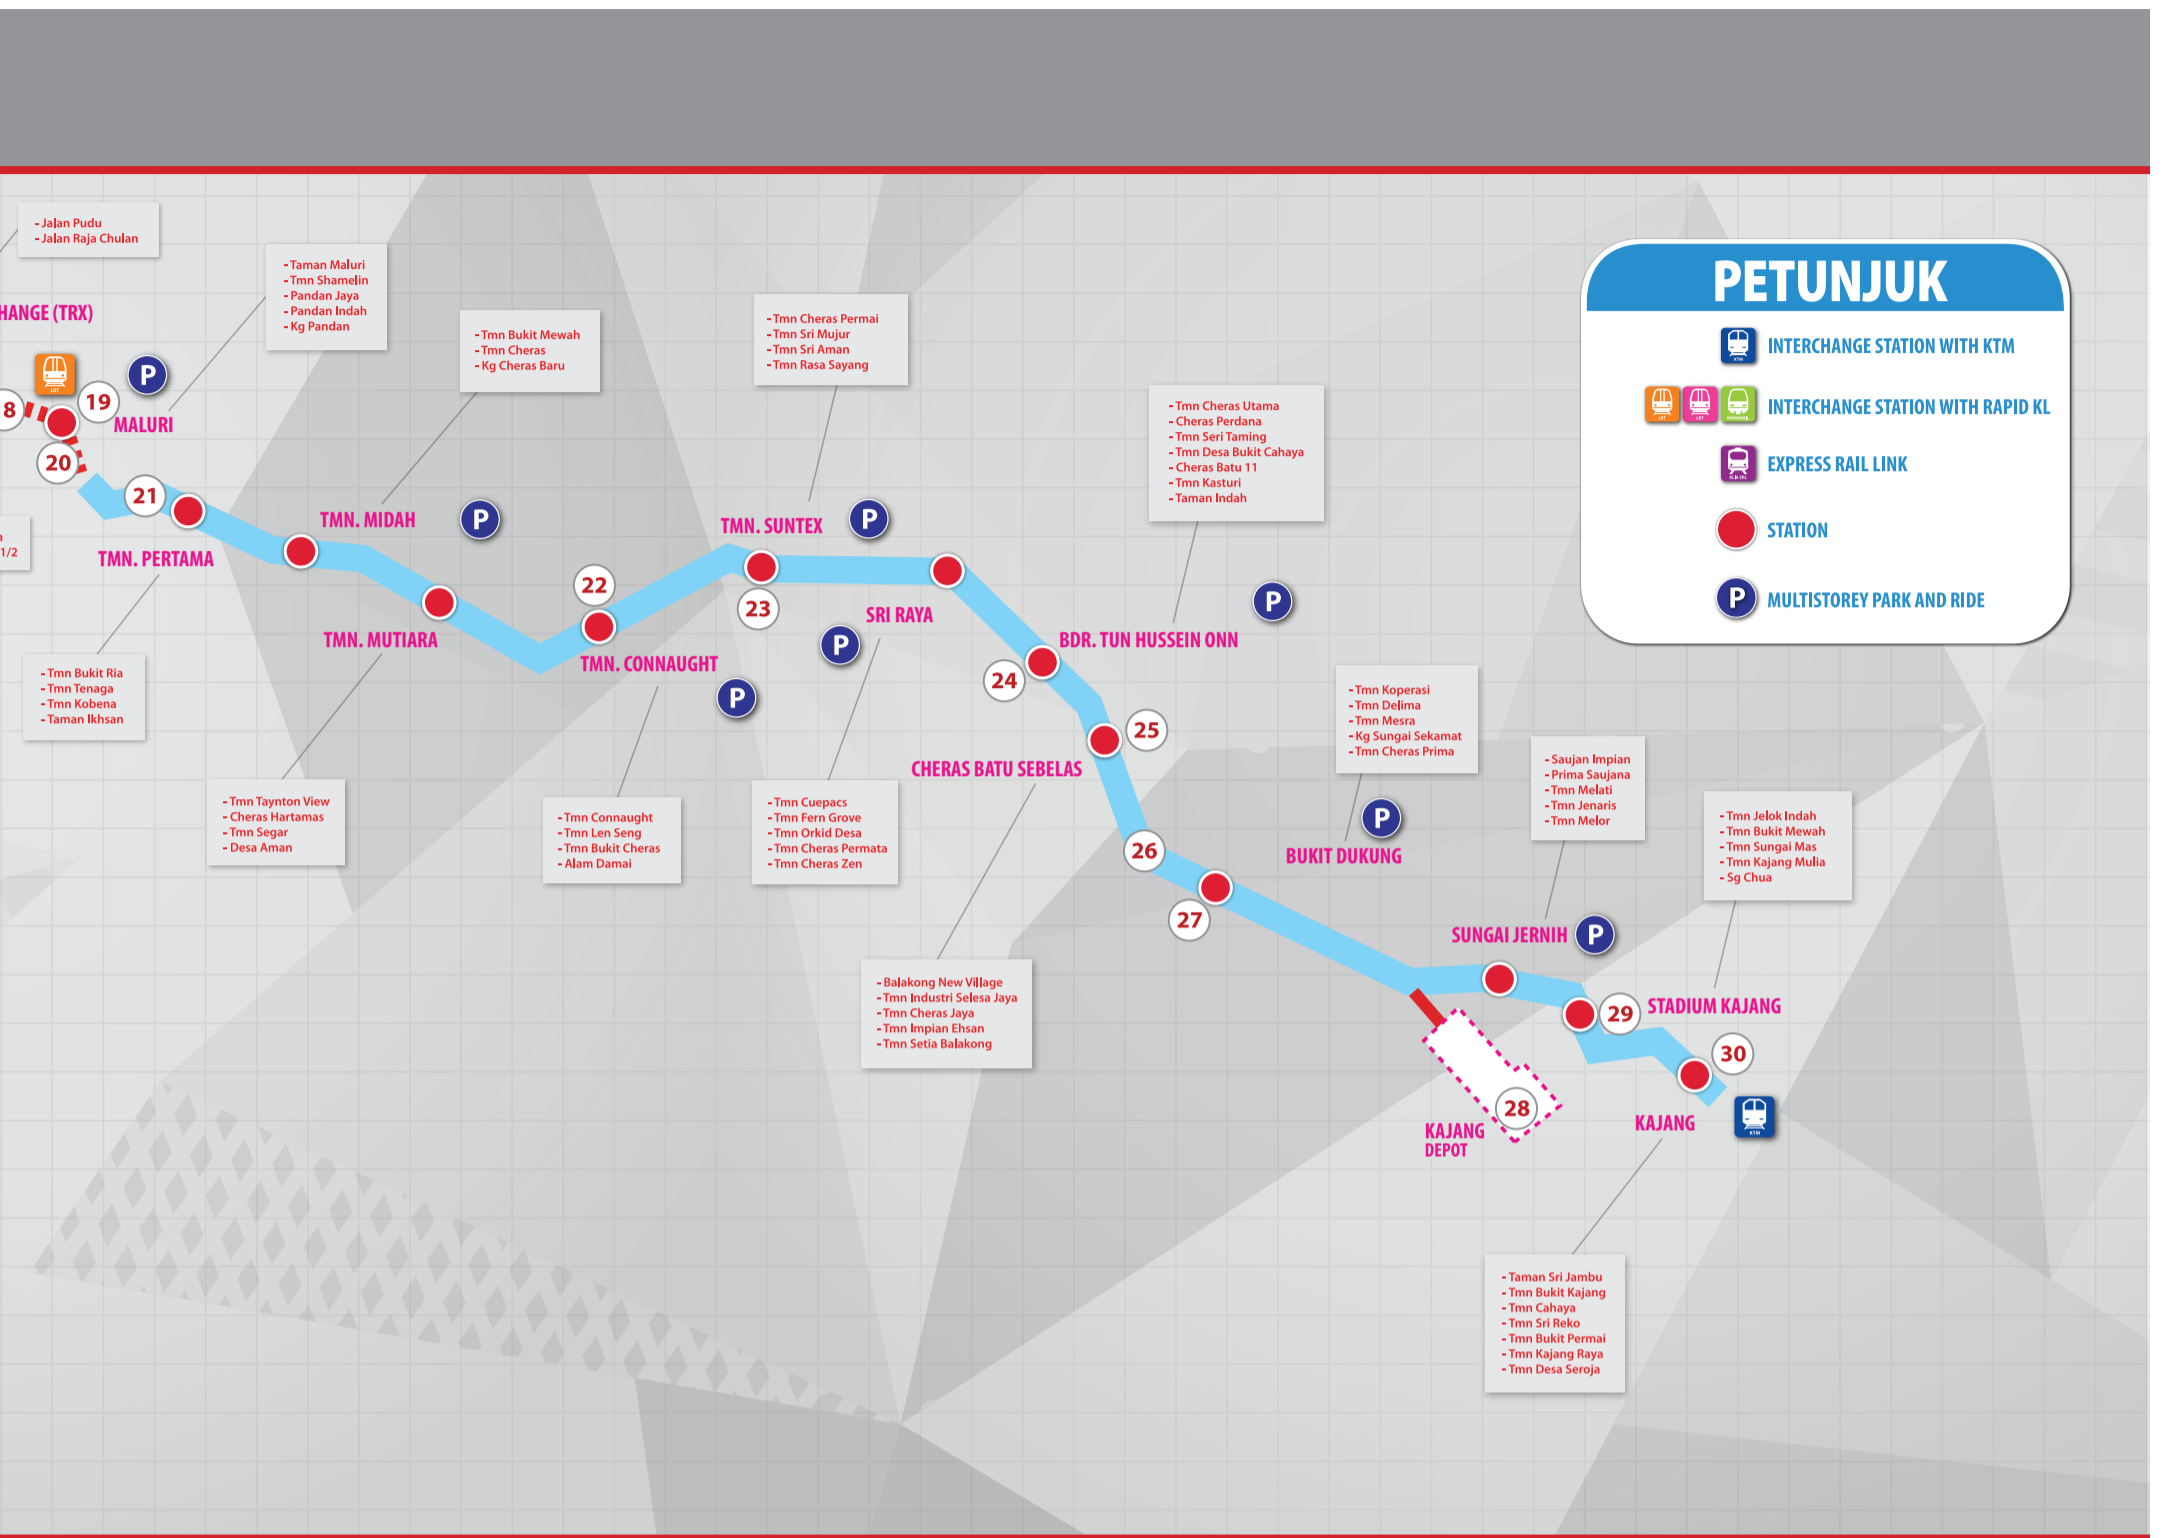 - Jalan Pudu
- Jalan Raja Chulan
HANGE (TRX)
- Taman Maluri
- Tmn Shamelin
- Pandan Jaya
- Pandan Indah
- Kg Pandan
- Tmn Bukit Mewah
- Tmn Cheras
- Kg Cheras Baru
- Tmn Cheras Permai
- Tmn Sri Mujur
- Tmn Sri Aman
- Tmn Rasa Sayang
- Tmn Cheras Utama
- Cheras Perdana
- Tmn Seri Taming
- Tmn Desa Bukit Cahaya
- Cheras Batu 11
- Tmn Kasturi
- Taman Indah
PETUNJUK
KTM
INTERCHANGE STATION WITH KTM
LRT
LRT
MONORAIL
INTERCHANGE STATION WITH RAPID KL
KLIA EKL
EXPRESS RAIL LINK
STATION
P
MULTISTOREY PARK AND RIDE
LRT
P
8
19
MALURI
20
21
TMN. PERTAMA
a
1/2
TMN. MIDAH
P
TMN. MUTIARA
22
TMN. CONNAUGHT
P
TMN. SUNTEX
P
23
SRI RAYA
P
BDR. TUN HUSSEIN ONN
P
24
25
CHERAS BATU SEBELAS
26
27
BUKIT DUKUNG
P
- Tmn Bukit Ria
- Tmn Tenaga
- Tmn Kobena
- Taman Ikhsan
- Tmn Taynton View
- Cheras Hartamas
- Tmn Segar
- Desa Aman
- Tmn Connaught
- Tmn Len Seng
- Tmn Bukit Cheras
- Alam Damai
- Tmn Cuepacs
- Tmn Fern Grove
- Tmn Orkid Desa
- Tmn Cheras Permata
- Tmn Cheras Zen
- Balakong New Village
- Tmn Industri Selesa Jaya
- Tmn Cheras Jaya
- Tmn Impian Ehsan
- Tmn Setia Balakong
- Tmn Koperasi
- Tmn Delima
- Tmn Mesra
- Kg Sungai Sekamat
- Tmn Cheras Prima
- Saujan Impian
- Prima Saujana
- Tmn Melati
- Tmn Jenaris
- Tmn Melor
- Tmn Jelok Indah
- Tmn Bukit Mewah
- Tmn Sungai Mas
- Tmn Kajang Mulia
- Sg Chua
SUNGAI JERNIH
P
29
STADIUM KAJANG
30
KAJANG
KTM
28
KAJANG
DEPOT
- Taman Sri Jambu
- Tmn Bukit Kajang
- Tmn Cahaya
- Tmn Sri Reko
- Tmn Bukit Permai
- Tmn Kajang Raya
- Tmn Desa Seroja